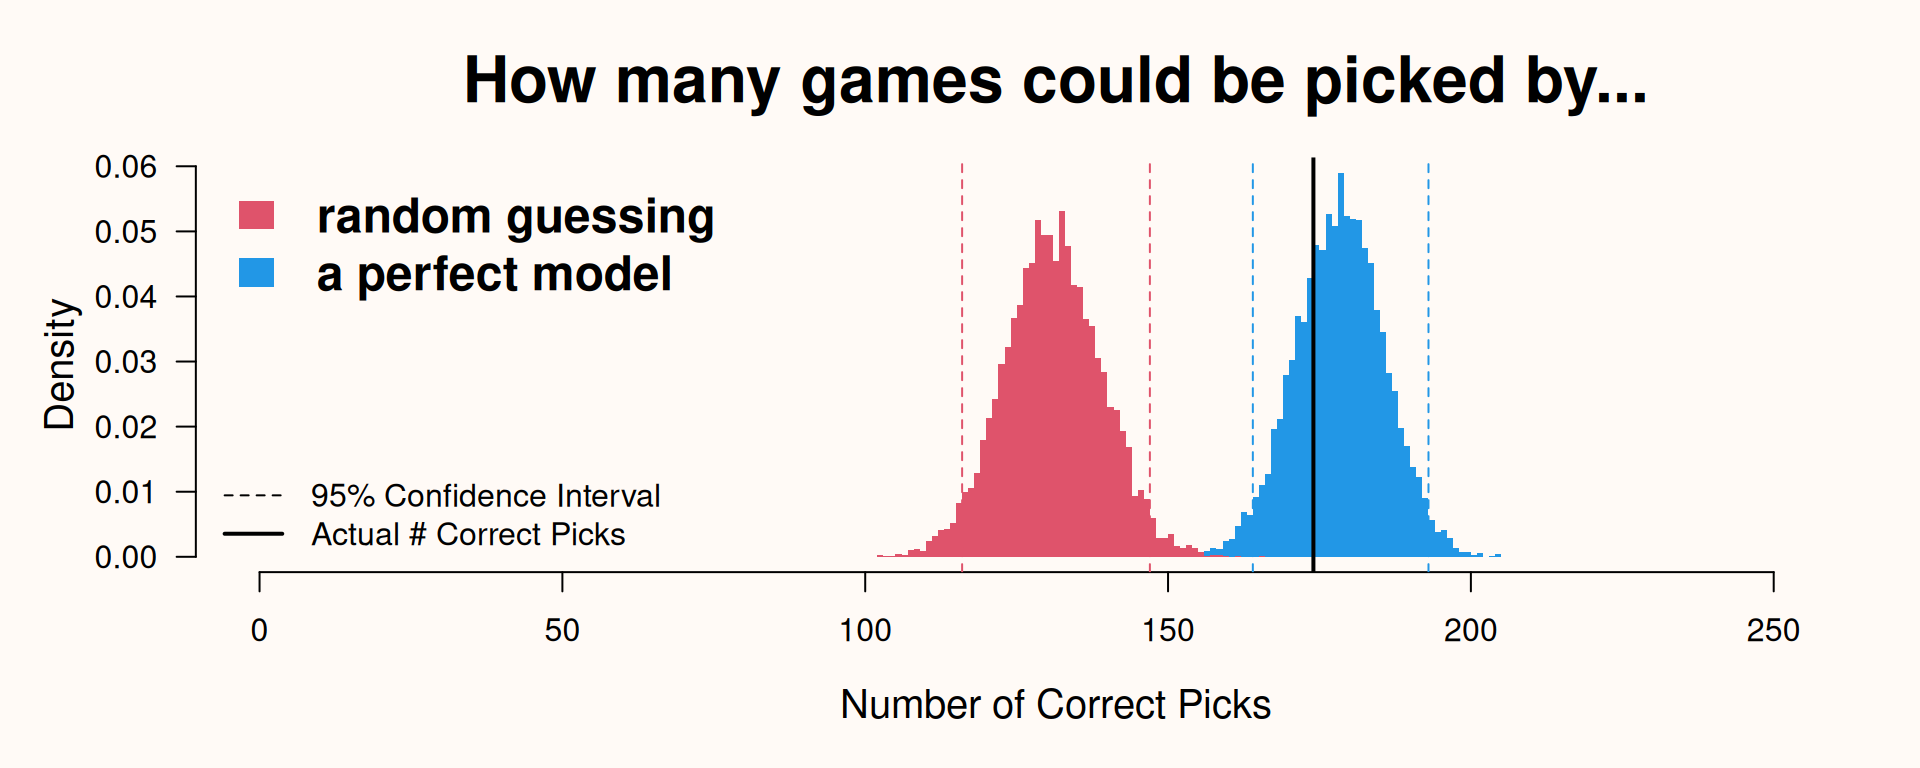 How many games could be picked by...
0.06
0.05
0.04
0.03
0.02
0.01
0.00
Density
random guessing
a perfect model
95% Confidence Interval
Actual # Correct Picks
0 50 100 150 200 250
Number of Correct Picks